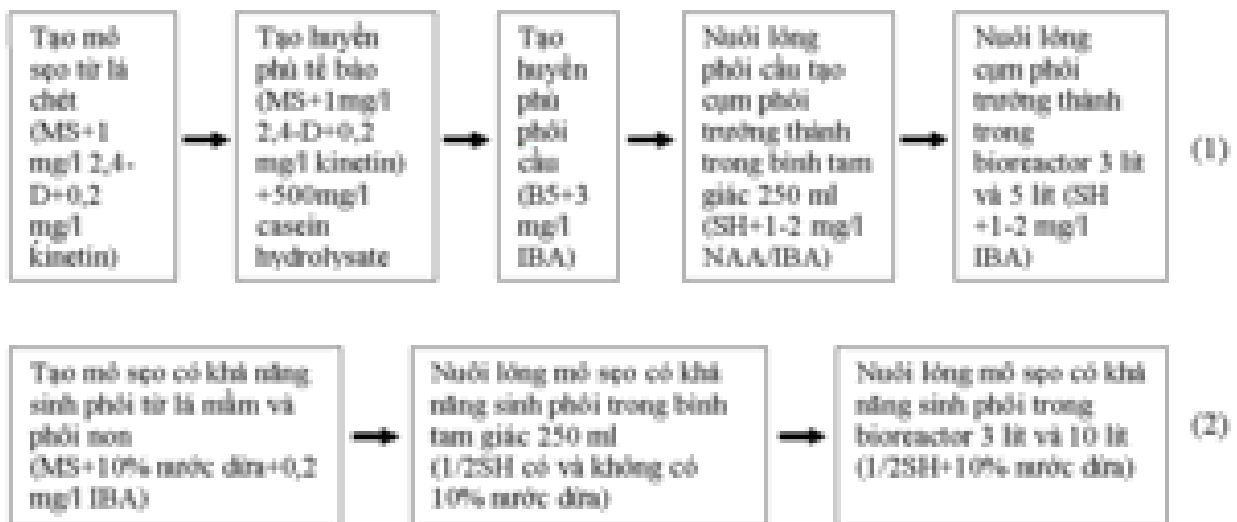 Tạo mô
sẹo từ lá
chét
(MS+1
mg/l 2,4-
D+0,2
mg/l
kinetin)
Tạo huyền
phù tế bào
(MS+1mg/l
2,4-D+0,2
mg/l kinetin)
+500mg/l
casein
hydrolysate
Tạo
huyền
phù
phôi
cầu
(B5+3
mg/l
IBA)
Nuôi lỏng
phôi cầu tạo
cụm phôi
trưởng thành
trong bình tam
giác 250 ml
(SH+1-2 mg/l
NAA/IBA)
Nuôi lỏng
cụm phôi
trưởng thành
trong
bioreactor 3 lít
và 5 lít (SH
+1-2 mg/l
IBA)
(1)
Tạo mô sẹo có khả năng
sinh phôi từ lá mầm và
phôi non
(MS+10% nước dừa+0,2
mg/l IBA)
Nuôi lỏng mô sẹo có khả
năng sinh phôi trong bình
tam giác 250 ml
(1/2SH có và không có
10% nước dừa)
Nuôi lỏng mô sẹo có khả
năng sinh phôi trong
bioreactor 3 lít và 10 lít
(1/2SH+10% nước dừa)
(2)